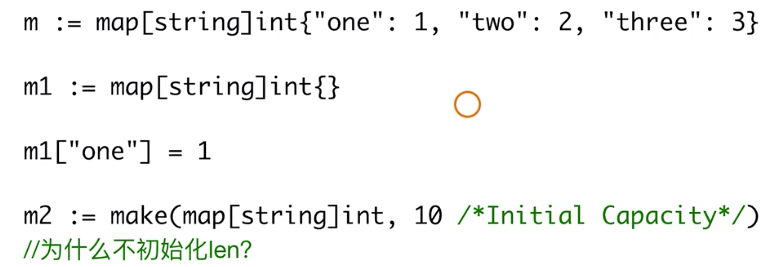 m := map[string]int{"one": 1, "two": 2, "three": 3}
m1 := map[string]int{}
m1["one"] = 1
m2 := make(map[string]int, 10 /*Initial Capacity*/)
//为什么不初始化len?